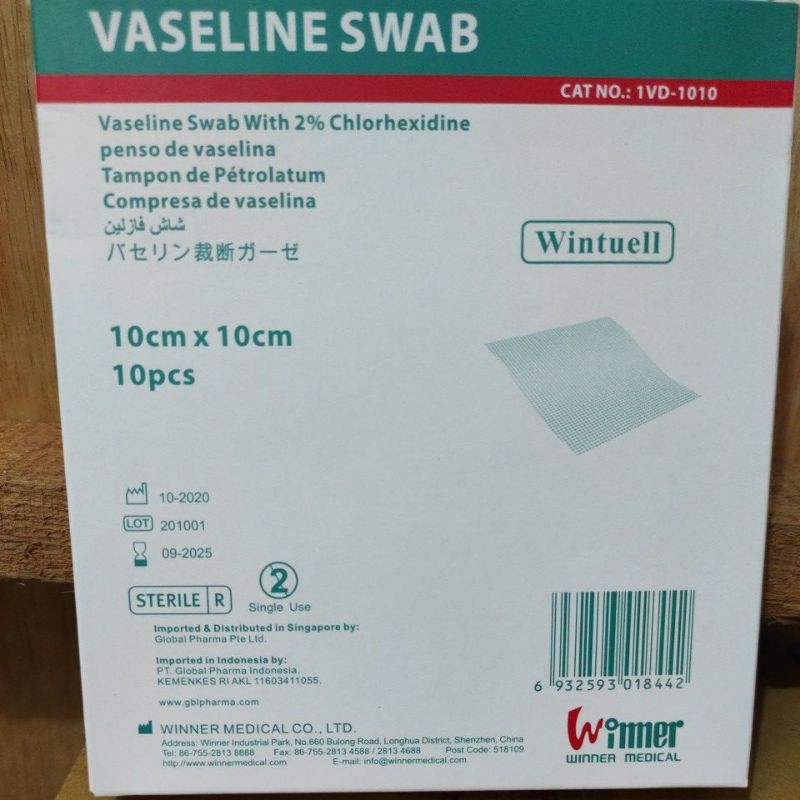 VASELINE SWAB
CAT NO.: 1VD-1010
Vaseline Swab With 2% Chlorhexidine
penso de vaselina
Tampon de Pétrolatum
Compresa de vaselina
شاش فازلين
バセリン裁断ガーゼ
Wintuell
10cm x 10cm
10pcs
10-2020
LOT 201001
09-2025
STERILE R
2
Single Use
Imported & Distributed in Singapore by:
Global Pharma Pte Ltd.
Imported in Indonesia by:
PT. Global Pharma Indonesia.
KEMENKES RI AKL 11603411055.
www.gblpharma.com
6 932593 018442
WINNER MEDICAL CO., LTD.
Address: Winner Industrial Park, No.660 Bulong Road, Longhua District, Shenzhen, China
Tel: 86-755-2813 8888 Fax: 86-755-2813 4588 / 2813 4688 Post Code: 518109
http://www.winnermedical.com E-mail: info@winnermedical.com
Winner
WINNER MEDICAL